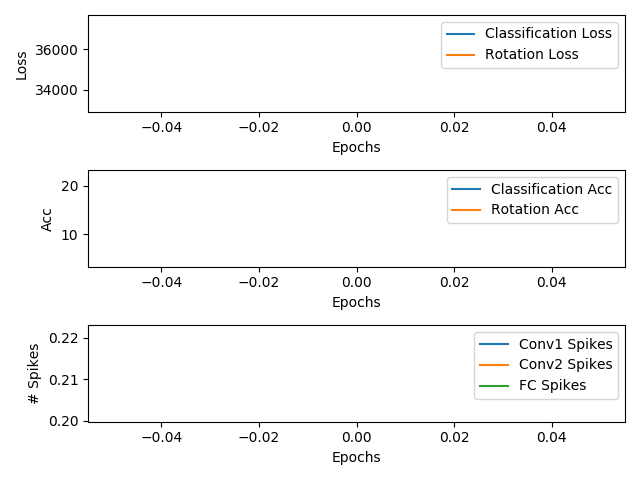 Classification Loss
Rotation Loss
36000
34000
Loss
−0.04 −0.02 0.00 0.02 0.04
Epochs
Classification Acc
Rotation Acc
20
10
Acc
−0.04 −0.02 0.00 0.02 0.04
Epochs
Conv1 Spikes
Conv2 Spikes
FC Spikes
0.22
0.21
0.20
# Spikes
−0.04 −0.02 0.00 0.02 0.04
Epochs